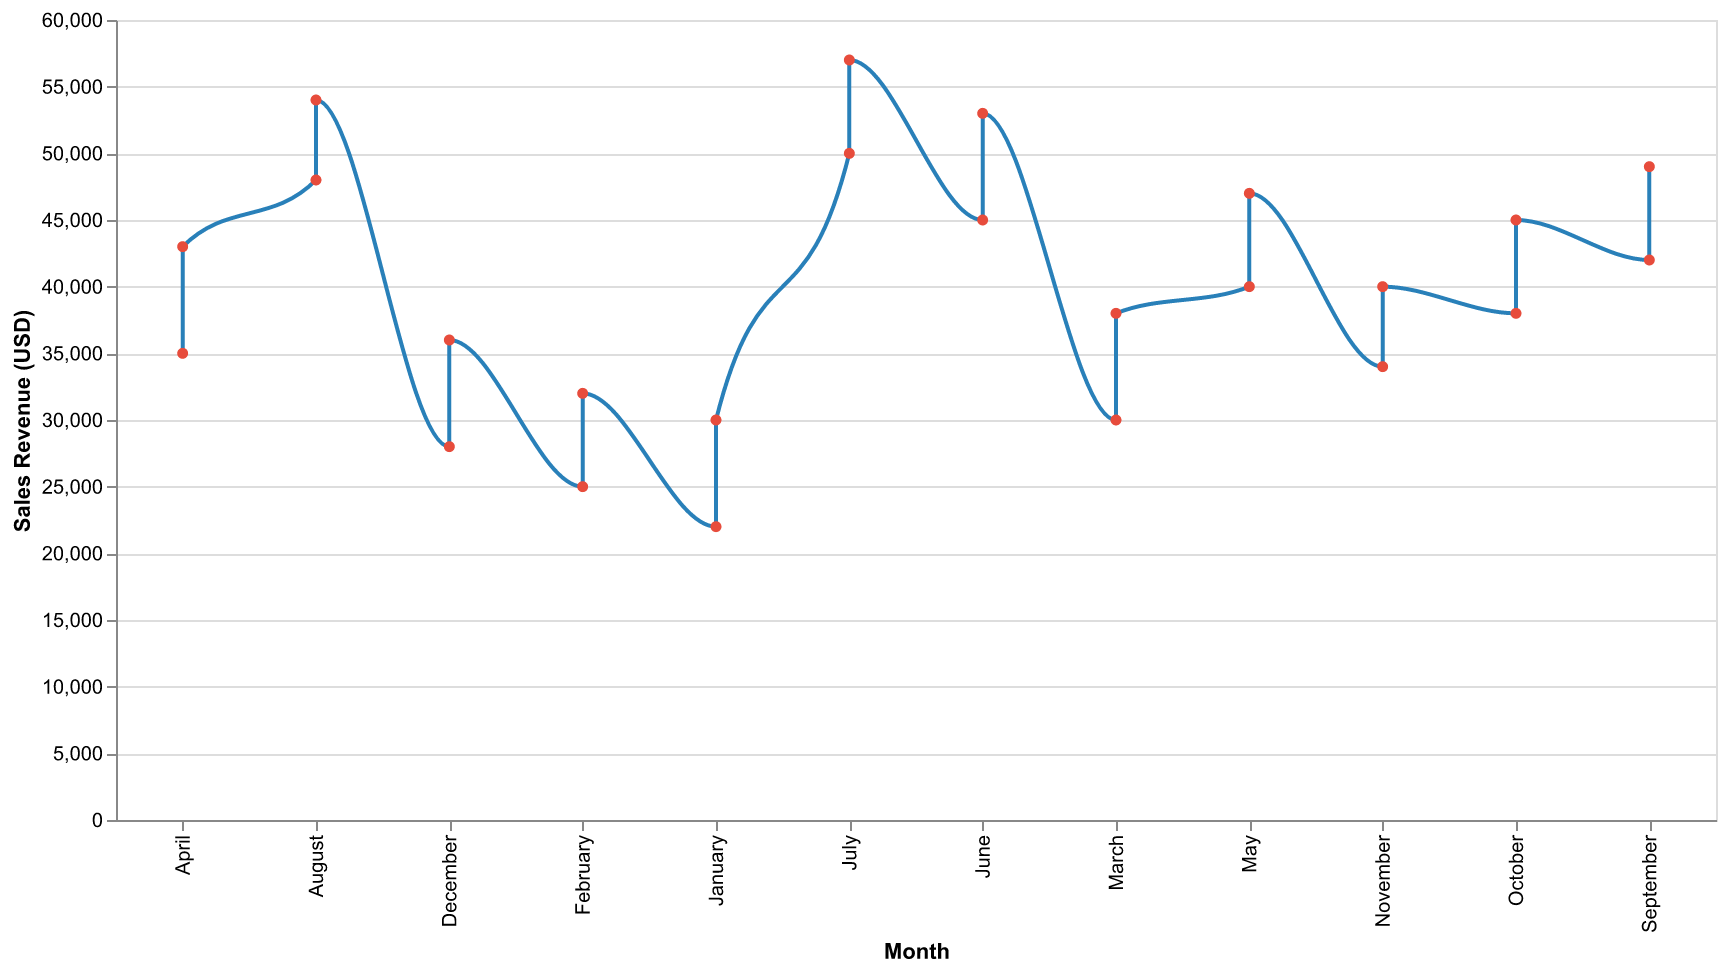 60,000
55,000
50,000
45,000
40,000
35,000
30,000
25,000
20,000
15,000
10,000
5,000
0
Sales Revenue (USD)
April
August
December
February
January
July
June
March
May
November
October
September
Month